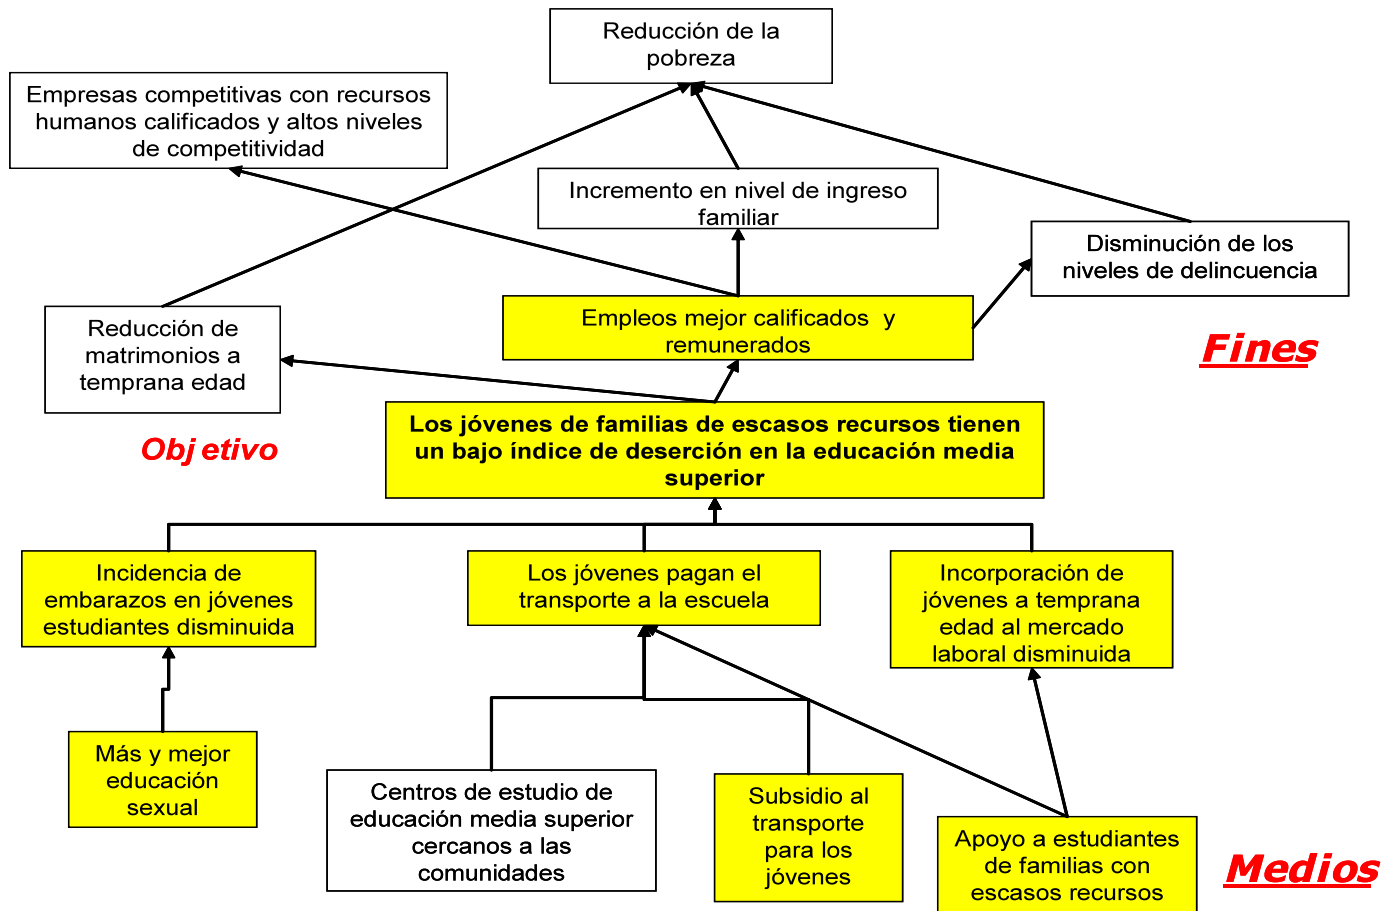 Reducción de la
pobreza
Empresas competitivas con recursos
humanos calificados y altos niveles
de competitividad
Incremento en nivel de ingreso
familiar
Disminución de los
niveles de delincuencia
Reducción de
matrimonios a
temprana edad
Empleos mejor calificados y
remunerados
Fines
Objetivo
Los jóvenes de familias de escasos recursos tienen
un bajo índice de deserción en la educación media
superior
Incidencia de
embarazos en jóvenes
estudiantes disminuida
Los jóvenes pagan el
transporte a la escuela
Incorporación de
jóvenes a temprana
edad al mercado
laboral disminuida
Más y mejor
educación
sexual
Centros de estudio de
educación media superior
cercanos a las
comunidades
Subsidio al
transporte
para los
jóvenes
Apoyo a estudiantes
de familias con
escasos recursos
Medios